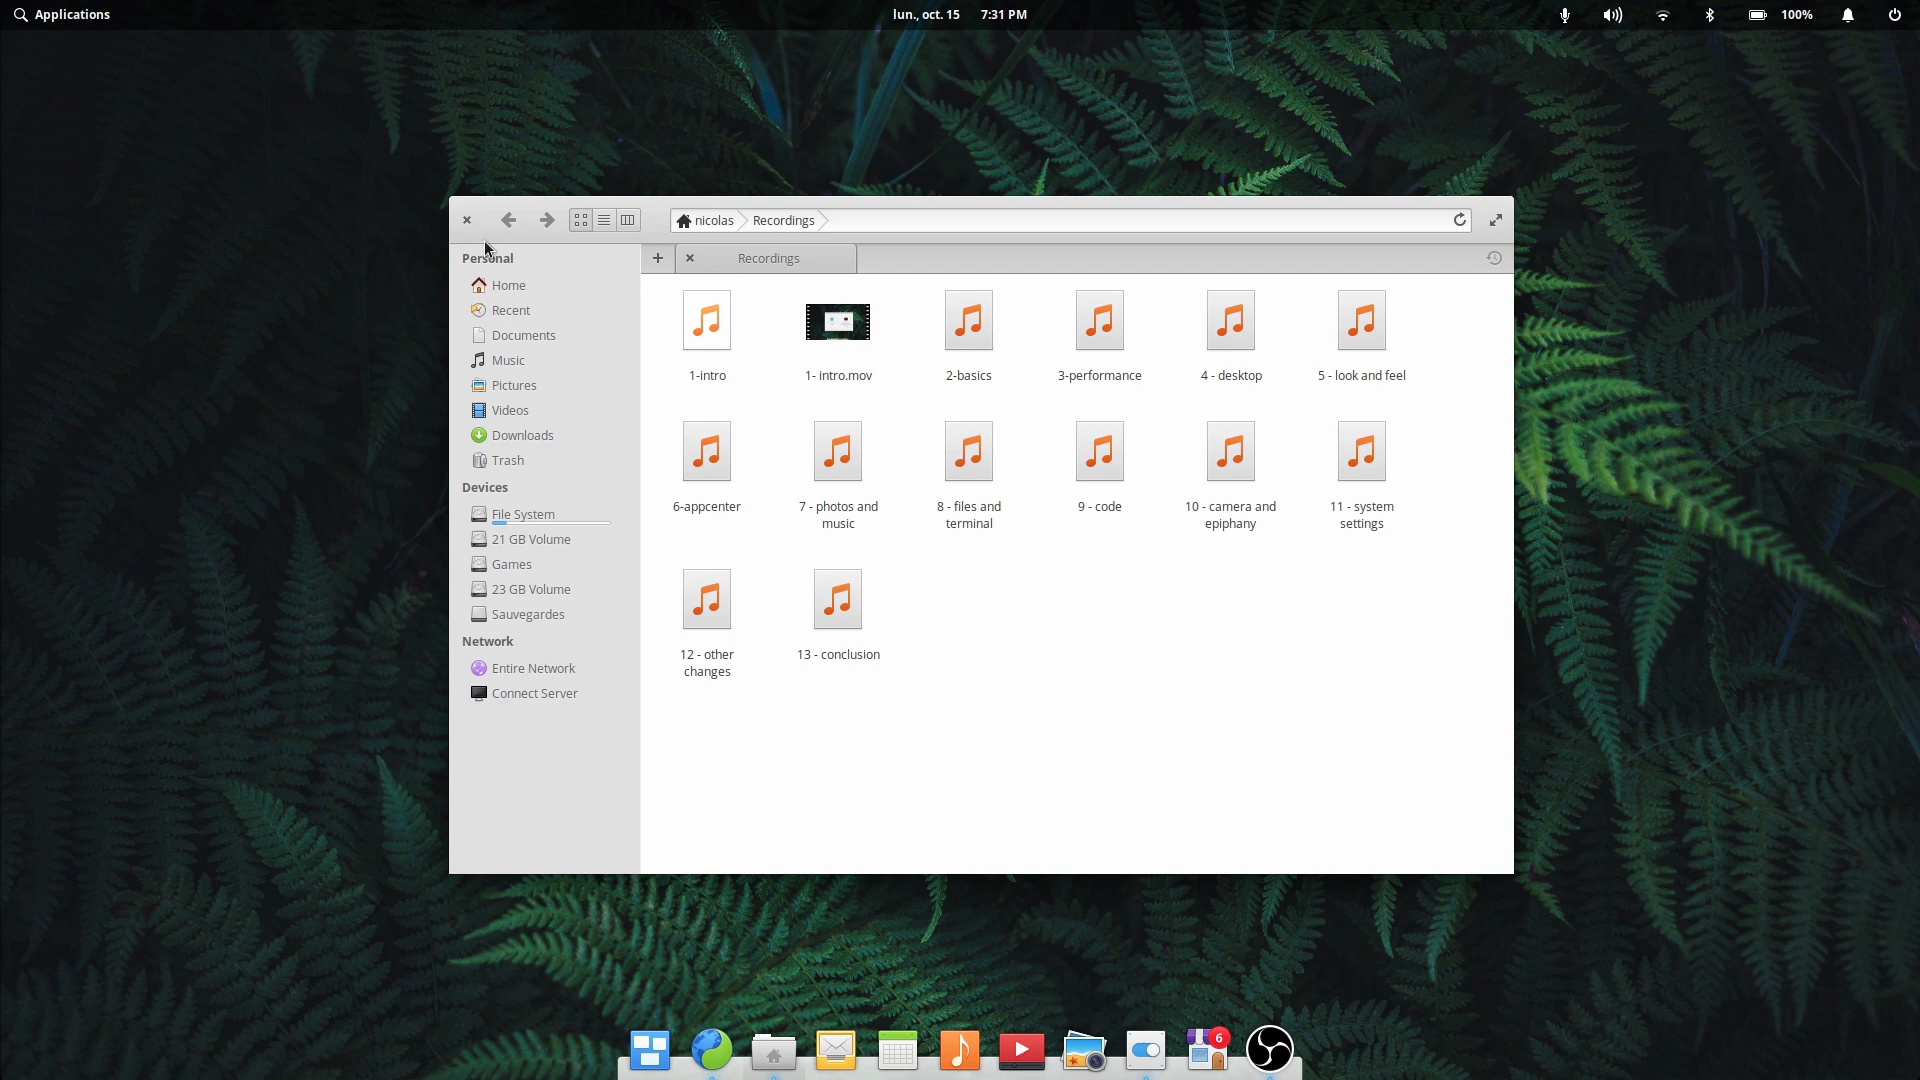 Applications
lun., oct. 15 7:31 PM
100%
nicolas Recordings
Personal
Home
Recent
Documents
Music
Pictures
Videos
Downloads
Trash
Devices
File System
21 GB Volume
Games
23 GB Volume
Sauvegardes
Network
Entire Network
Connect Server
Recordings
1-intro
1- intro.mov
2-basics
3-performance
4 - desktop
5 - look and feel
6-appcenter
7 - photos and
music
8 - files and
terminal
9 - code
10 - camera and
epiphany
11 - system
settings
12 - other
changes
13 - conclusion
6